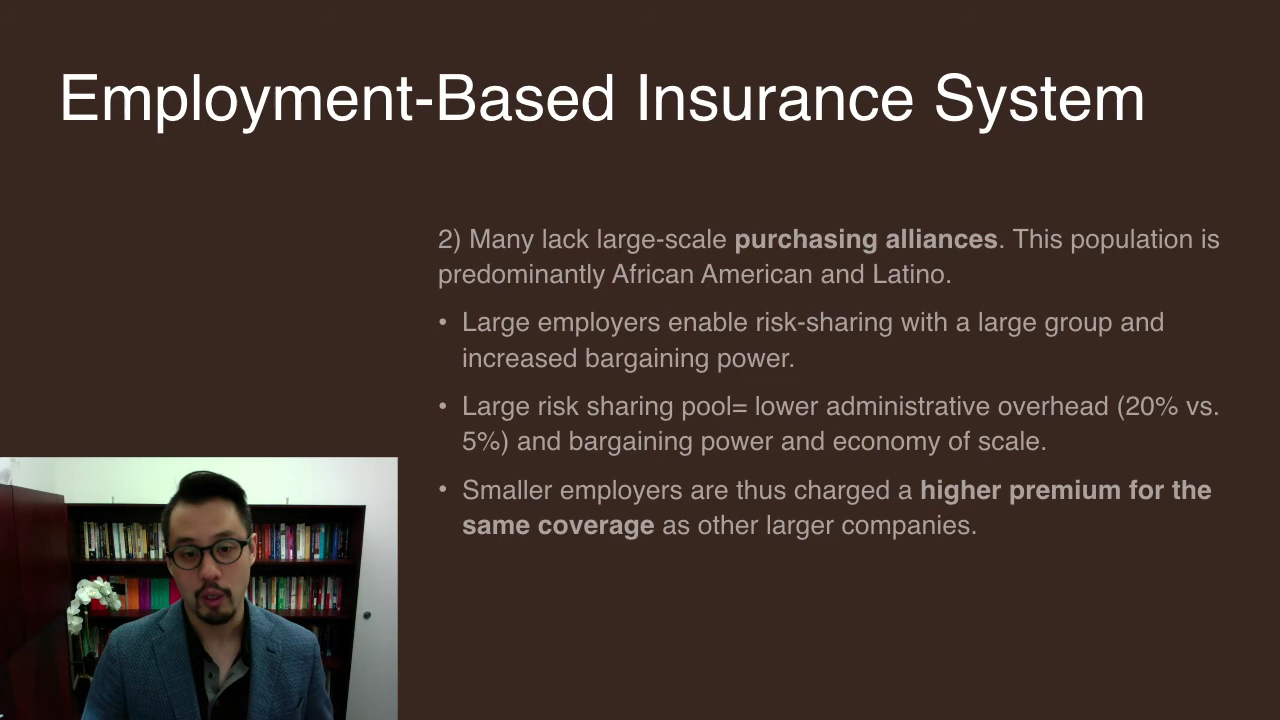 Employment-Based Insurance System
2) Many lack large-scale purchasing alliances. This population is
predominantly African American and Latino.
• Large employers enable risk-sharing with a large group and
increased bargaining power.
• Large risk sharing pool= lower administrative overhead (20% vs.
5%) and bargaining power and economy of scale.
• Smaller employers are thus charged a higher premium for the
same coverage as other larger companies.